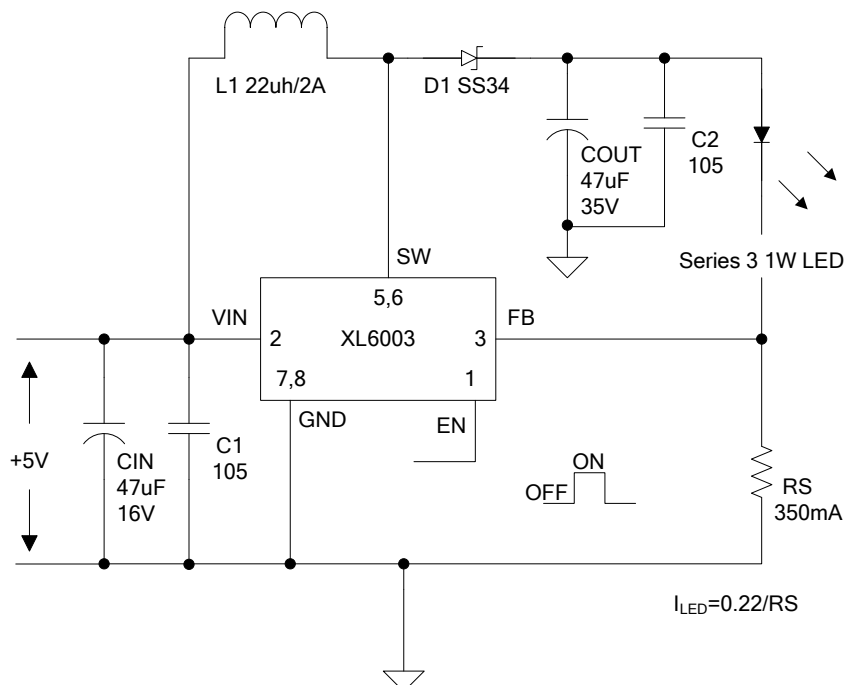 L1 22uh/2A
D1 SS34
COUT
47uF
35V
C2
105
Series 3 1W LED
SW
5,6
VIN
2
XL6003
3
FB
7,8
1
GND
EN
+5V
CIN
47uF
16V
C1
105
ON
OFF
RS
350mA
I_LED=0.22/RS